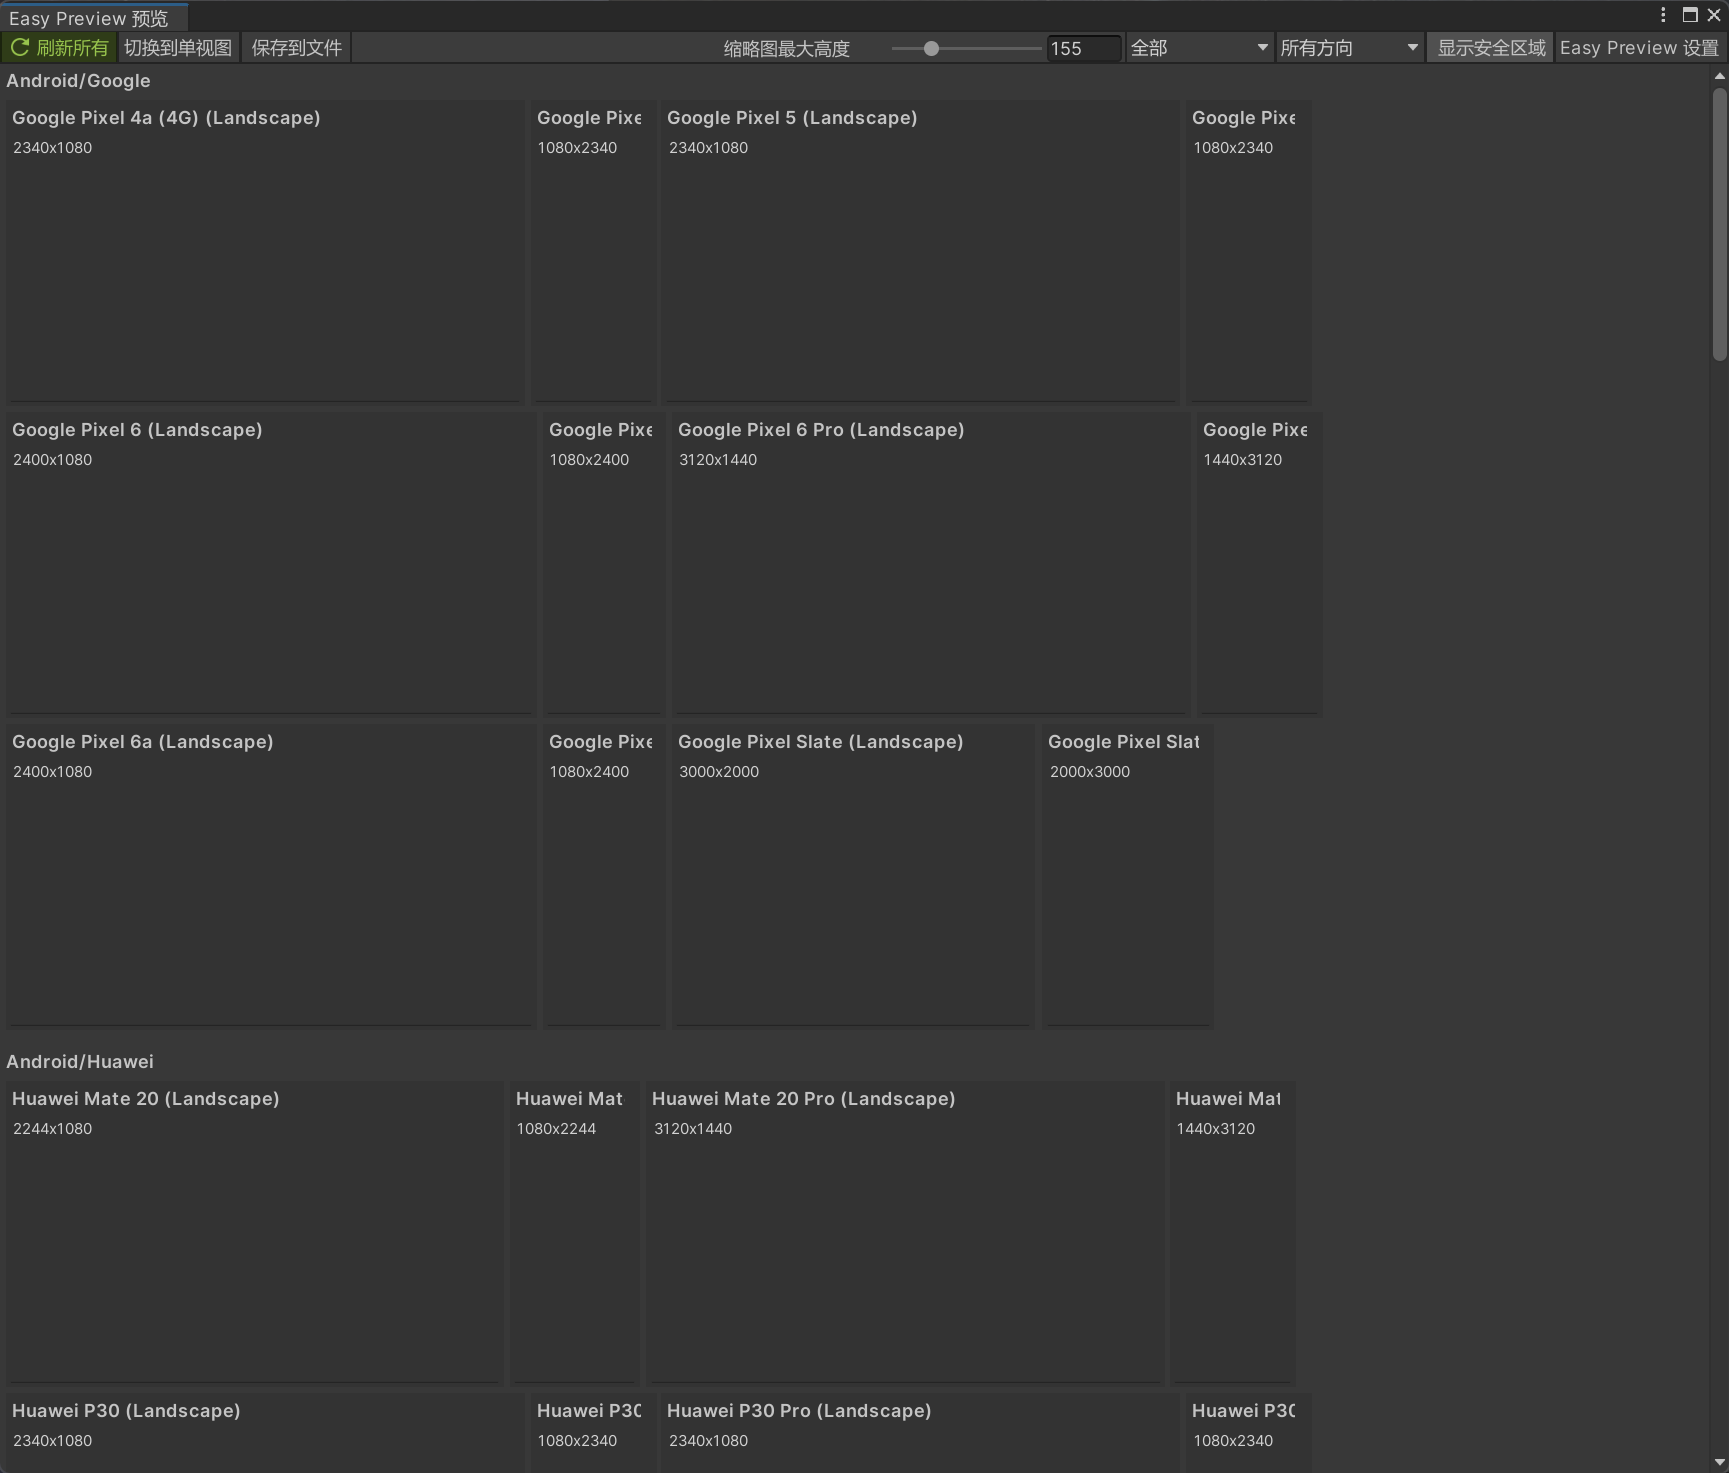 Easy Preview 预览
刷新所有 切换到单视图 保存到文件 缩略图最大高度 155 全部 所有方向 显示安全区域 Easy Preview 设置
Android/Google
Google Pixel 4a (4G) (Landscape) Google Pixe Google Pixel 5 (Landscape) Google Pixe
2340x1080 1080x2340 2340x1080 1080x2340
Google Pixel 6 (Landscape) Google Pixe Google Pixel 6 Pro (Landscape) Google Pixe
2400x1080 1080x2400 3120x1440 1440x3120
Google Pixel 6a (Landscape) Google Pixe Google Pixel Slate (Landscape) Google Pixel Slat
2400x1080 1080x2400 3000x2000 2000x3000
Android/Huawei
Huawei Mate 20 (Landscape) Huawei Mat Huawei Mate 20 Pro (Landscape) Huawei Mat
2244x1080 1080x2244 3120x1440 1440x3120
Huawei P30 (Landscape) Huawei P30 Huawei P30 Pro (Landscape) Huawei P30
2340x1080 1080x2340 2340x1080 1080x2340